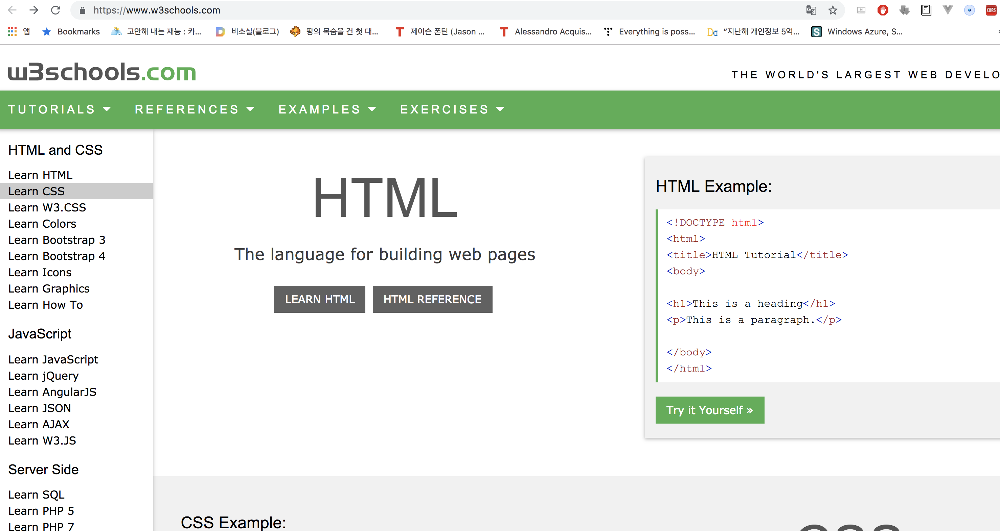 https://www.w3schools.com
앱 Bookmarks 고안해 내는 재능 : 카... 비소실(블로그) 팡의 목숨을 건 첫 대... 제이슨 폰틴 (Jason ... Alessandro Acquis... Everything is poss... “지난해 개인정보 5억... Windows Azure, S...
w3schools.com
THE WORLD'S LARGEST WEB DEVELO
TUTORIALS REFERENCES EXAMPLES EXERCISES
HTML and CSS
Learn HTML
Learn CSS
Learn W3.CSS
Learn Colors
Learn Bootstrap 3
Learn Bootstrap 4
Learn Icons
Learn Graphics
Learn How To
JavaScript
Learn JavaScript
Learn jQuery
Learn AngularJS
Learn JSON
Learn AJAX
Learn W3.JS
Server Side
Learn SQL
Learn PHP 5
Learn PHP 7
HTML
The language for building web pages
LEARN HTML HTML REFERENCE
HTML Example:
<!DOCTYPE html>
<html>
<title>HTML Tutorial</title>
<body>
<h1>This is a heading</h1>
<p>This is a paragraph.</p>
</body>
</html>
Try it Yourself »
CSS Example:
CSS